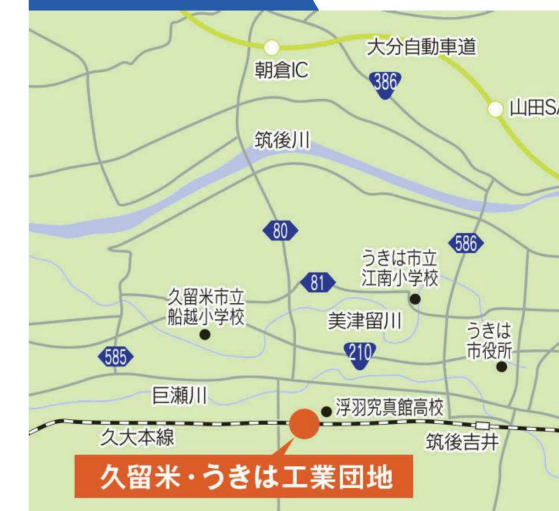 大分自動車道
朝倉IC
386
山田SA
筑後川
80
586
うきは市立
江南小学校
81
久留米市立
船越小学校
美津留川
210
うきは
市役所
585
巨瀬川
浮羽究真館高校
久大本線
筑後吉井
久留米・うきは工業団地